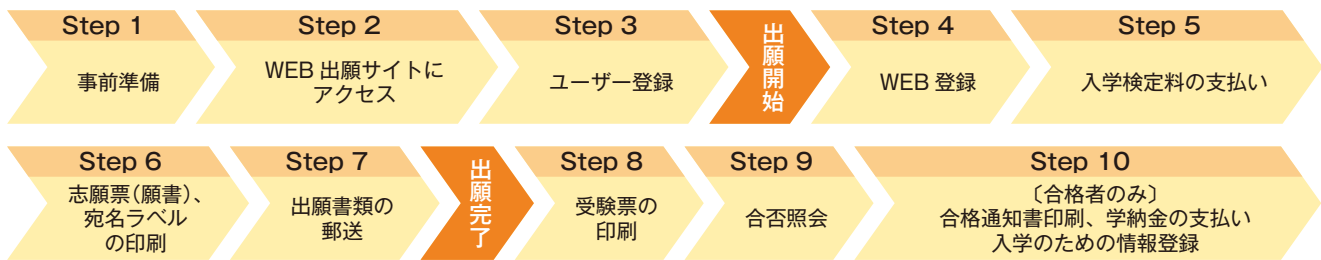 Step 1
事前準備
Step 2
WEB 出願サイトに
アクセス
Step 3
ユーザー登録
出願開始
Step 4
WEB 登録
Step 5
入学検定料の支払い
Step 6
志願票(願書)、
宛名ラベル
の印刷
Step 7
出願書類の
郵送
出願完了
Step 8
受験票の
印刷
Step 9
合否照会
Step 10
〔合格者のみ〕
合格通知書印刷、学納金の支払い
入学のための情報登録